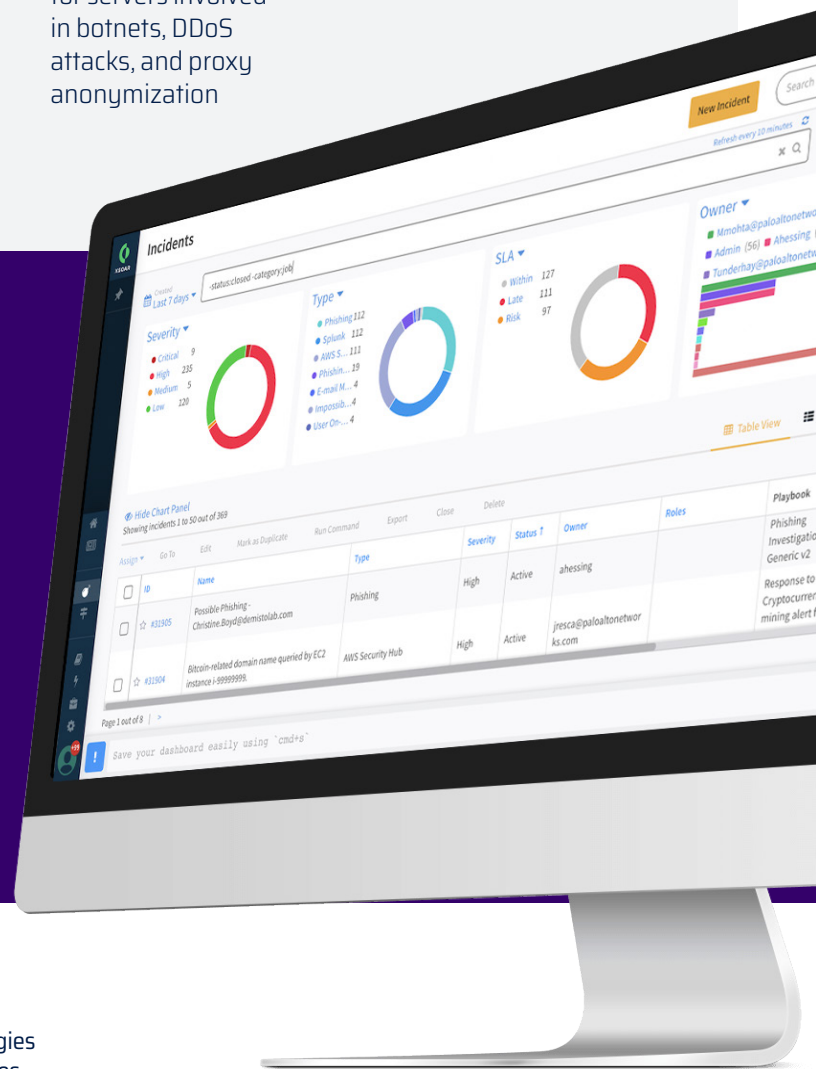 in botnets, DDoS
attacks, and proxy
anonymization
XSOAR
Incidents
New Incident
Search
Refresh every 10 minutes
Created
Last 7 days
-status:closed -category:job
Severity
Critical 9
High 235
Medium 5
Low 120
Type
Phishing 112
Splunk 112
AWS S... 111
Phishin... 19
E-mail M... 4
Impossib...4
User On-... 4
SLA
Within 127
Late 111
Risk 97
Owner
Mmohta@paloaltonetwo
Admin (56) Ahessing
Tunderhay@paloaltonetw
Table View
Hide Chart Panel
Showing incidents 1 to 50 out of 369
Assign Go To Edit Mark as Duplicate Run Command Export Close Delete
ID Name Type Severity Status Owner Roles Playbook
#31905
Possible Phishing -
Christine.Boyd@demistolab.com
Phishing
High
Active
ahessing
Phishing
Investigatio
Generic v2
#31904
Bitcoin-related domain name queried by EC2
instance i-99999999.
AWS Security Hub
High
Active
jresca@paloaltonetwor
ks.com
Response to
Cryptocurren
mining alert f
Page 1 out of 8 | >
+99
! Save your dashboard easily using `cmd+s`
gies